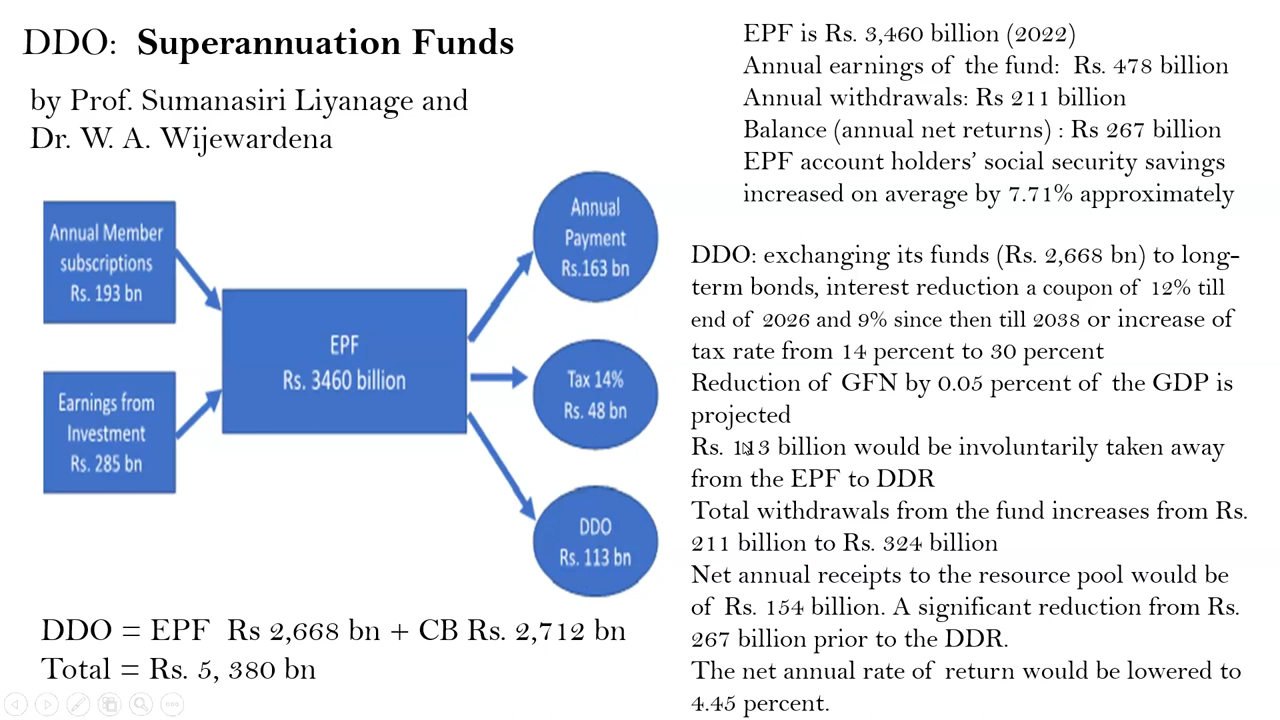 DDO: Superannuation Funds
by Prof. Sumanasiri Liyanage and
Dr. W. A. Wijewardena
Annual Member
subscriptions
Rs. 193 bn
Earnings from
Investment
Rs. 285 bn
EPF
Rs. 3460 billion
Annual
Payment
Rs.163 bn
Tax 14%
Rs. 48 bn
DDO
Rs. 113 bn
DDO = EPF Rs 2,668 bn + CB Rs. 2,712 bn
Total = Rs. 5, 380 bn
EPF is Rs. 3,460 billion (2022)
Annual earnings of the fund: Rs. 478 billion
Annual withdrawals: Rs 211 billion
Balance (annual net returns) : Rs 267 billion
EPF account holders' social security savings
increased on average by 7.71% approximately
DDO: exchanging its funds (Rs. 2,668 bn) to long-
term bonds, interest reduction a coupon of 12% till
end of 2026 and 9% since then till 2038 or increase of
tax rate from 14 percent to 30 percent
Reduction of GFN by 0.05 percent of the GDP is
projected
Rs. 113 billion would be involuntarily taken away
from the EPF to DDR
Total withdrawals from the fund increases from Rs.
211 billion to Rs. 324 billion
Net annual receipts to the resource pool would be
of Rs. 154 billion. A significant reduction from Rs.
267 billion prior to the DDR.
The net annual rate of return would be lowered to
4.45 percent.